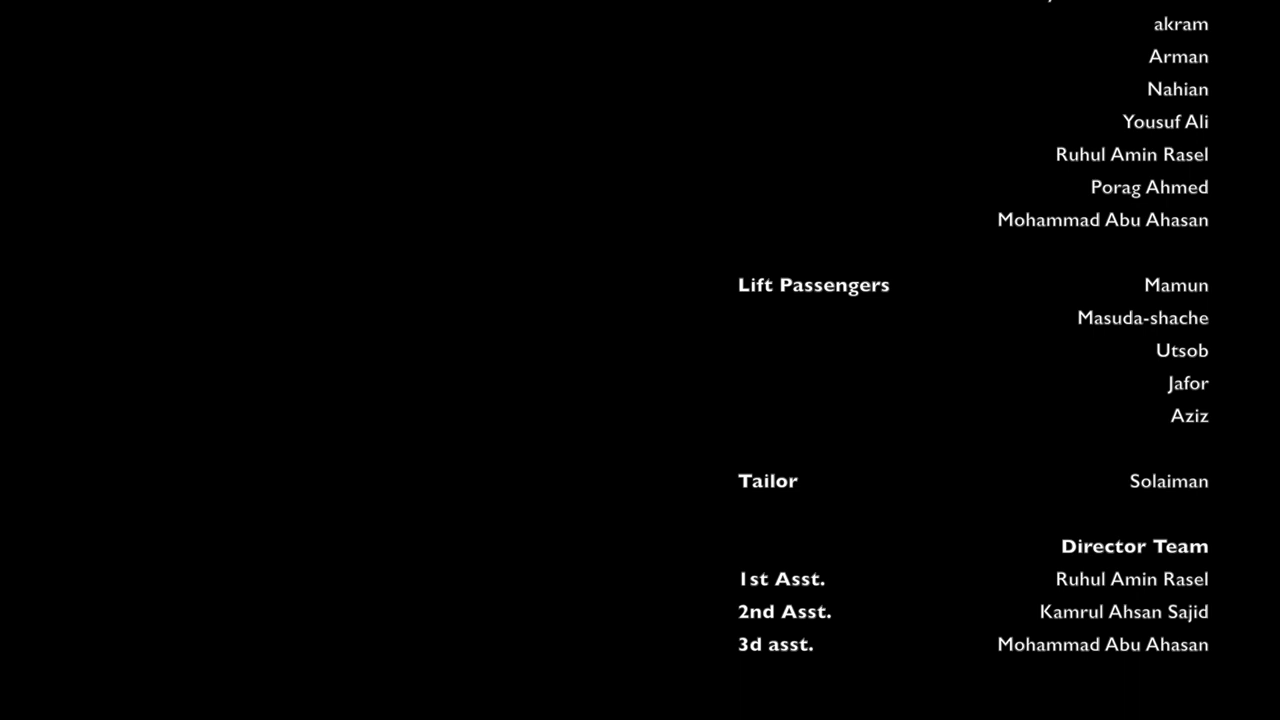 akram
Arman
Nahian
Yousuf Ali
Ruhul Amin Rasel
Porag Ahmed
Mohammad Abu Ahasan
Lift Passengers Mamun
Masuda-shache
Utsob
Jafor
Aziz
Tailor Solaiman
Director Team
1st Asst. Ruhul Amin Rasel
2nd Asst. Kamrul Ahsan Sajid
3d asst. Mohammad Abu Ahasan